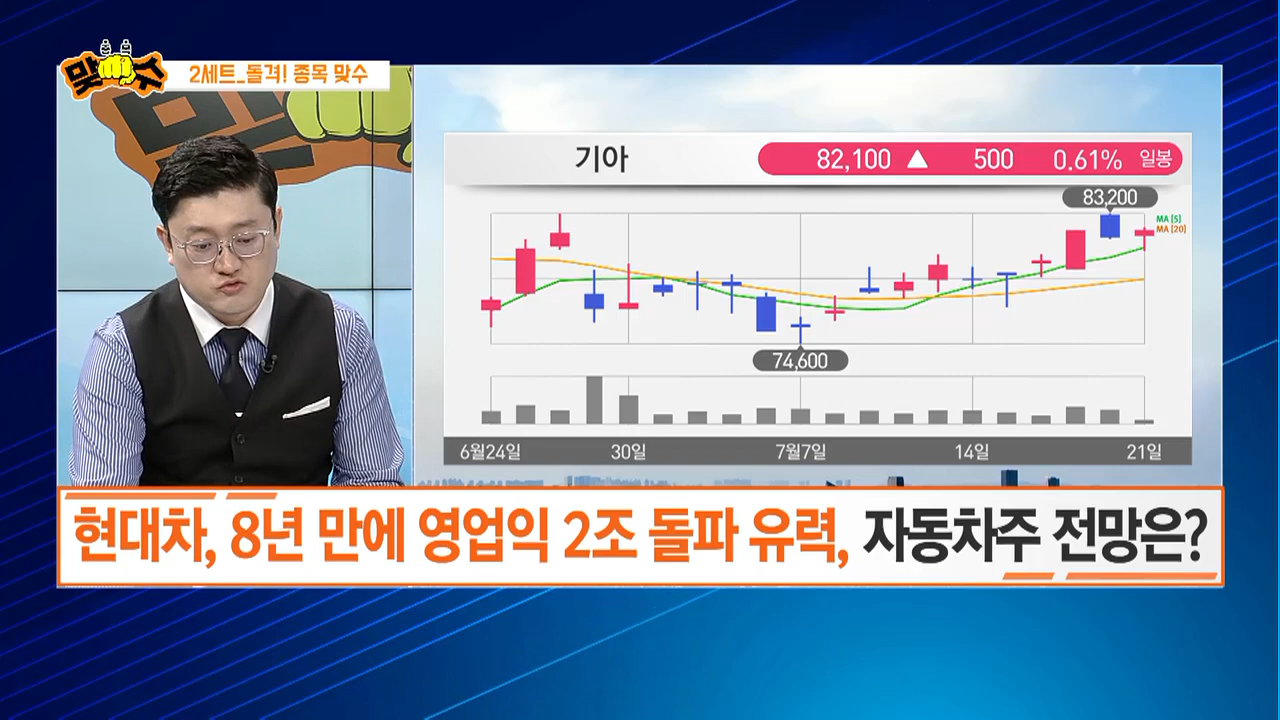 종목
맞수
2세트_돌격! 종목 맞수
기아
82,100 ▲ 500 0.61% 일봉
83,200
MA [5]
MA [20]
74,600
6월24일 30일 7월7일 14일 21일
현대차, 8년 만에 영업익 2조 돌파 유력, 자동차주 전망은?